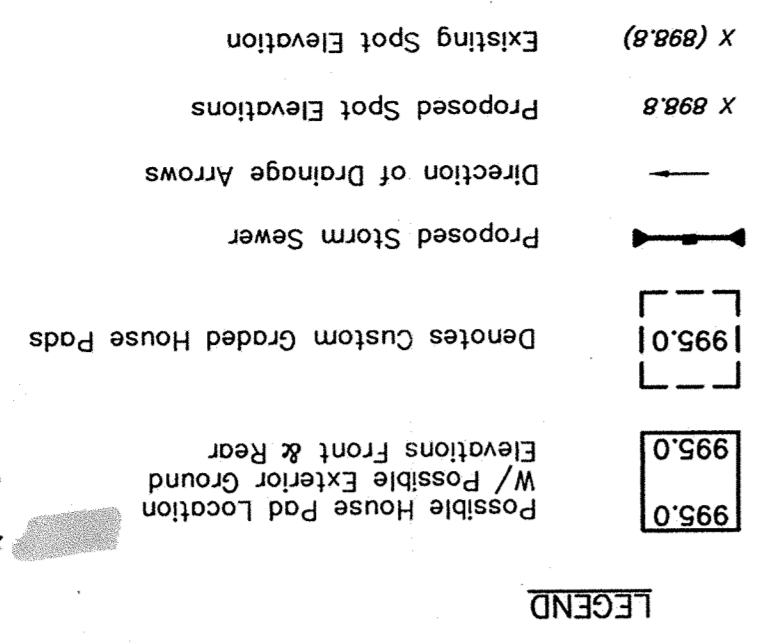 LEGEND
995.0
995.0
Possible House Pad Location
W/ Possible Exterior Ground
Elevations Front & Rear
995.0
Denotes Custom Graded House Pads
Proposed Storm Sewer
Direction of Drainage Arrows
X 898.8
Proposed Spot Elevations
X (898.8)
Existing Spot Elevation